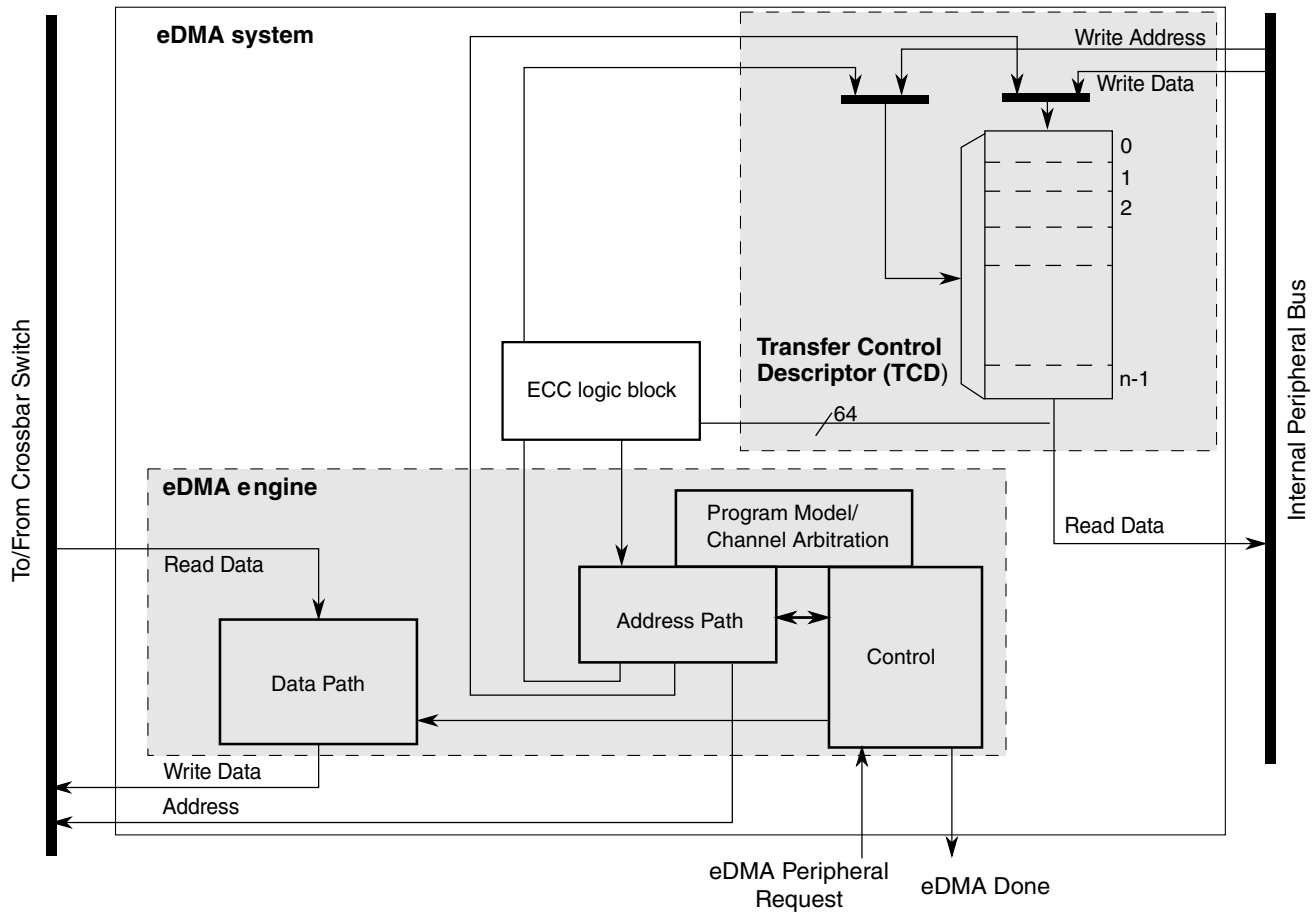 eDMA system
Write Address
Write Data
0
1
2
n-1
Transfer Control
Descriptor (TCD)
64
ECC logic block
To/From Crossbar Switch
Internal Peripheral Bus
eDMA engine
Program Model/
Channel Arbitration
Read Data
Read Data
Address Path
Control
Data Path
Write Data
Address
eDMA Peripheral
Request
eDMA Done